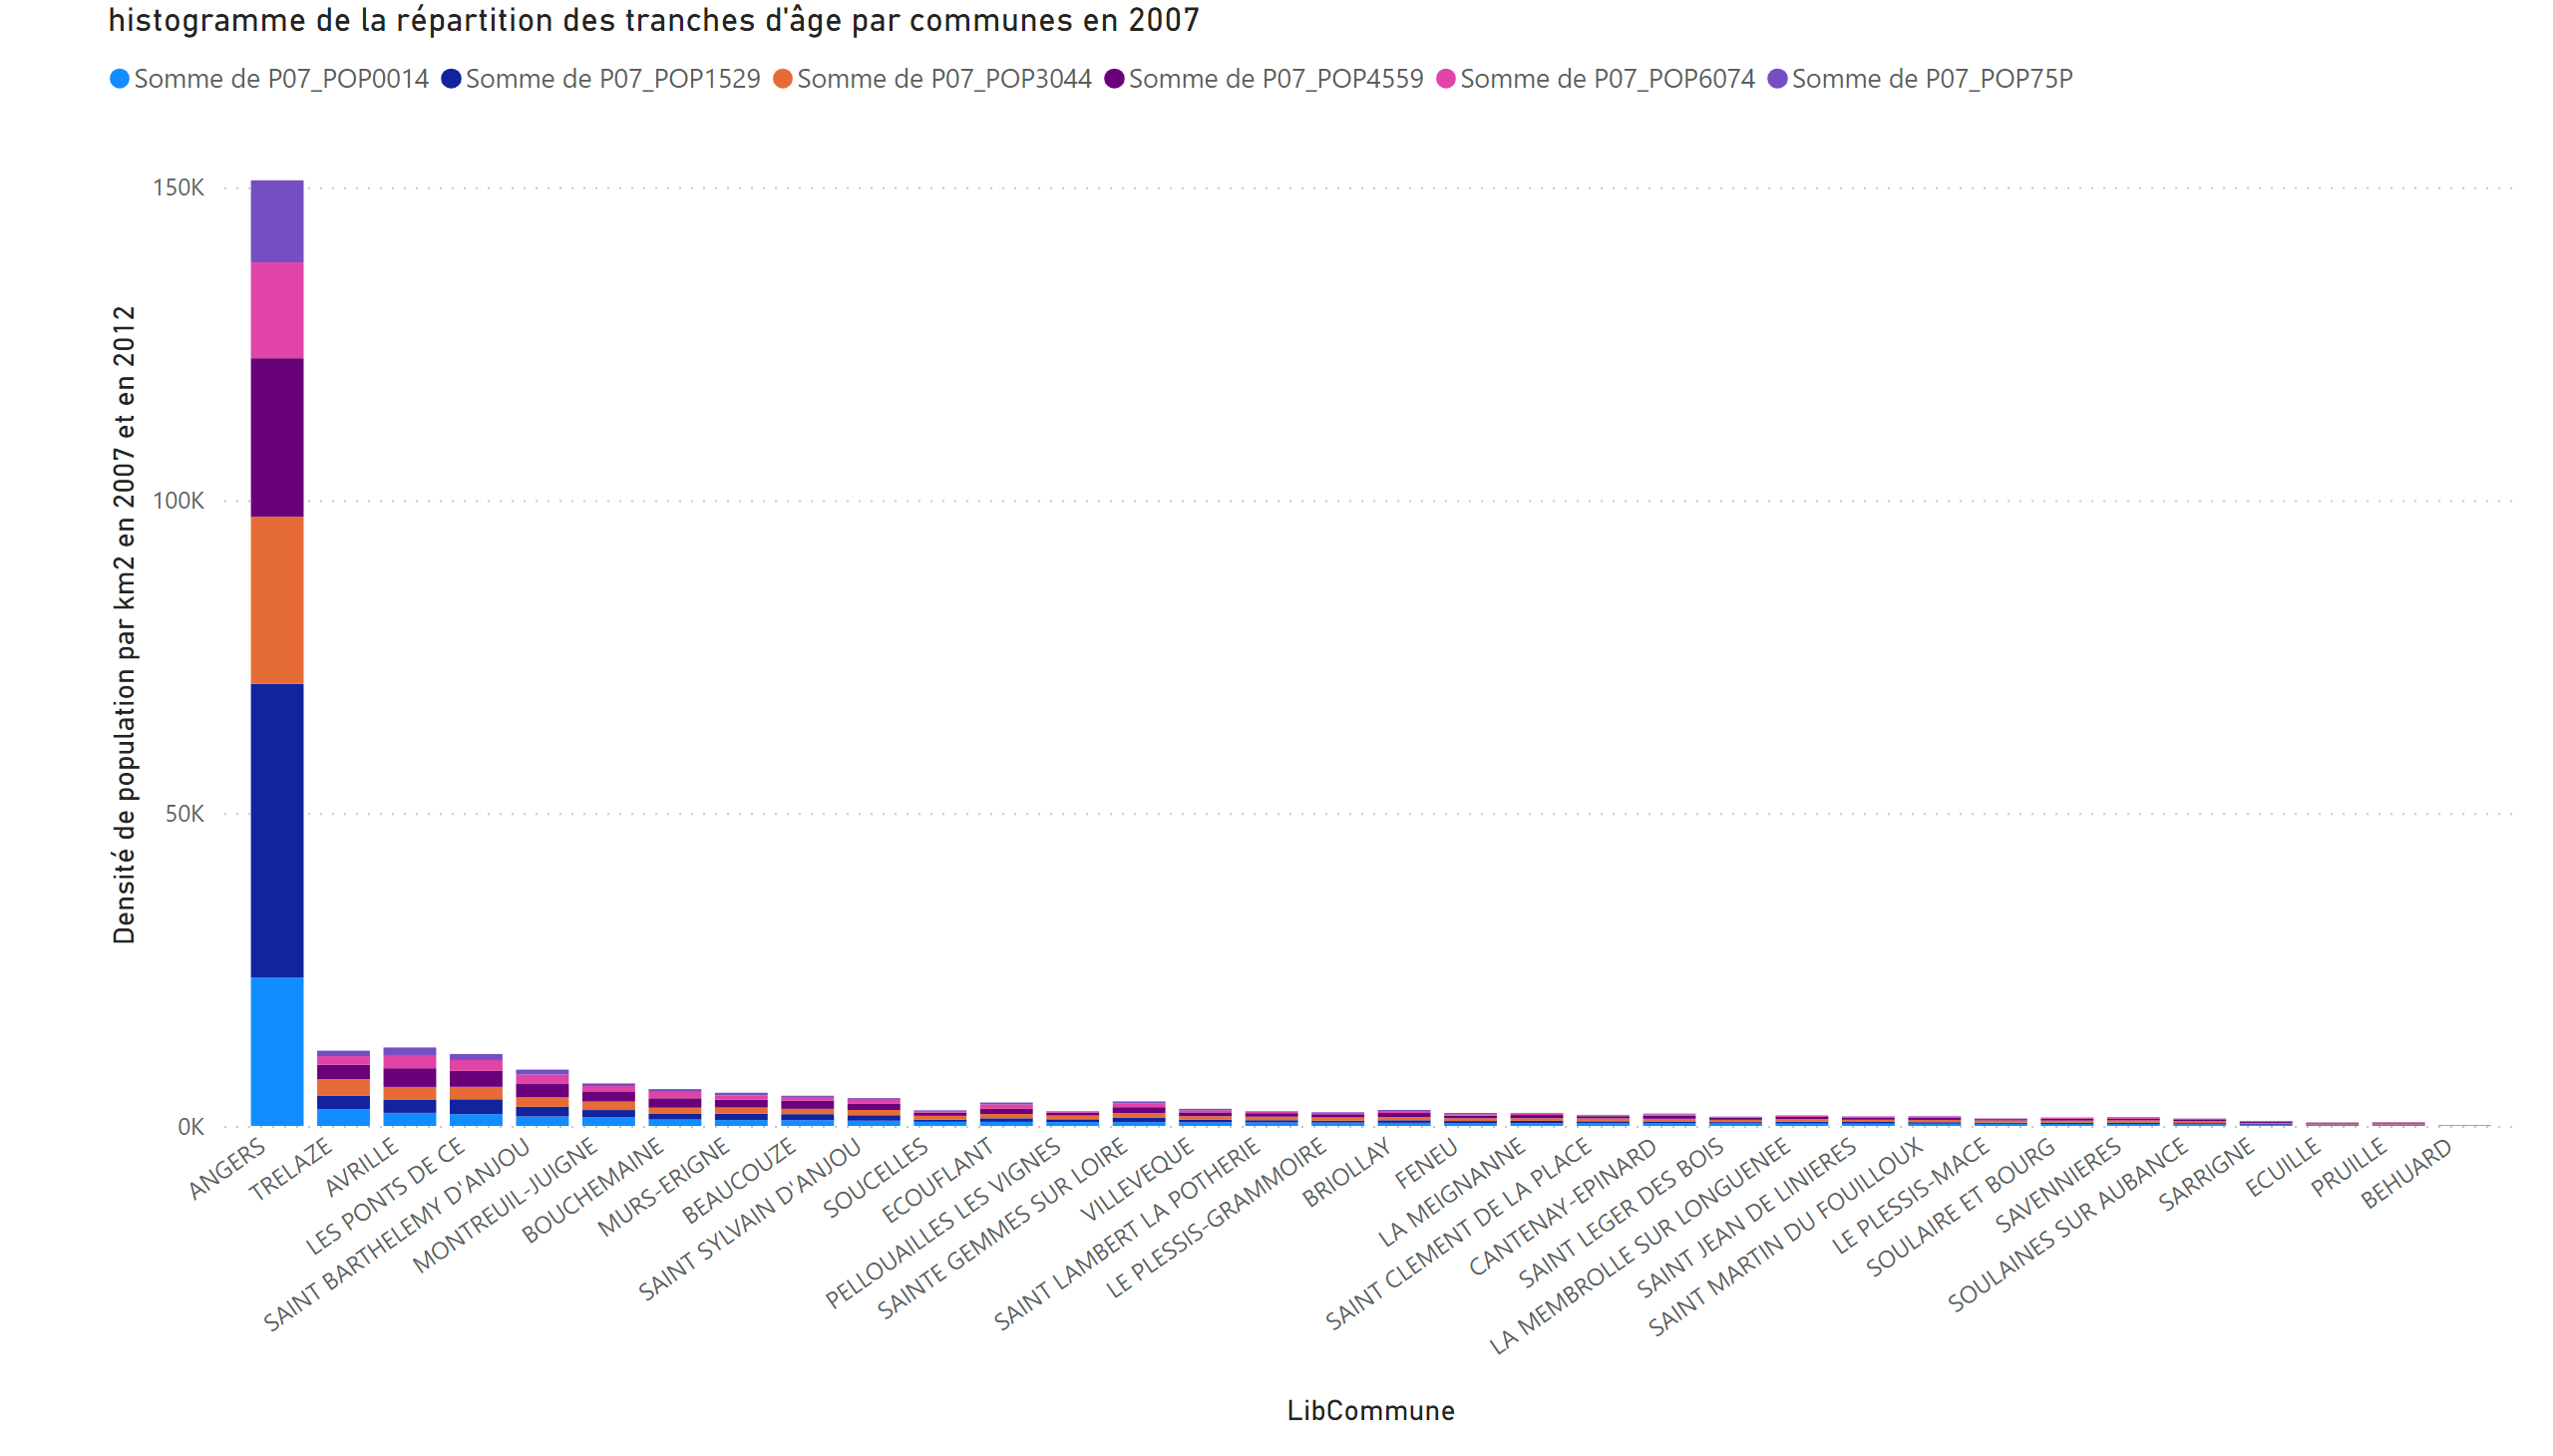 histogramme de la répartition des tranches d'âge par communes en 2007
Somme de P07_POP0014 Somme de P07_POP1529 Somme de P07_POP3044 Somme de P07_POP4559 Somme de P07_POP6074 Somme de P07_POP75P
Densité de population par km2 en 2007 et en 2012
150K
100K
50K
0K
ANGERS
TRELAZE
AVRILLE
LES PONTS DE CE
SAINT BARTHELEMY D'ANJOU
MONTREUIL-JUIGNE
BOUCHEMAINE
MURS-ERIGNE
BEAUCOUZE
SAINT SYLVAIN D'ANJOU
SOUCELLES
ECOUFLANT
PELLOUAILLES LES VIGNES
SAINTE GEMMES SUR LOIRE
VILLEVEQUE
SAINT LAMBERT LA POTHERIE
LE PLESSIS-GRAMMOIRE
BRIOLLAY
FENEU
LA MEIGNANNE
SAINT CLEMENT DE LA PLACE
CANTENAY-EPINARD
SAINT LEGER DES BOIS
LA MEMBROLLE SUR LONGUENEE
SAINT JEAN DE LINIERES
SAINT MARTIN DU FOUILLOUX
LE PLESSIS-MACE
SOULAIRE ET BOURG
SAVENNIERES
SOULAINES SUR AUBANCE
SARRIGNE
ECUILLE
PRUILLE
BEHUARD
LibCommune